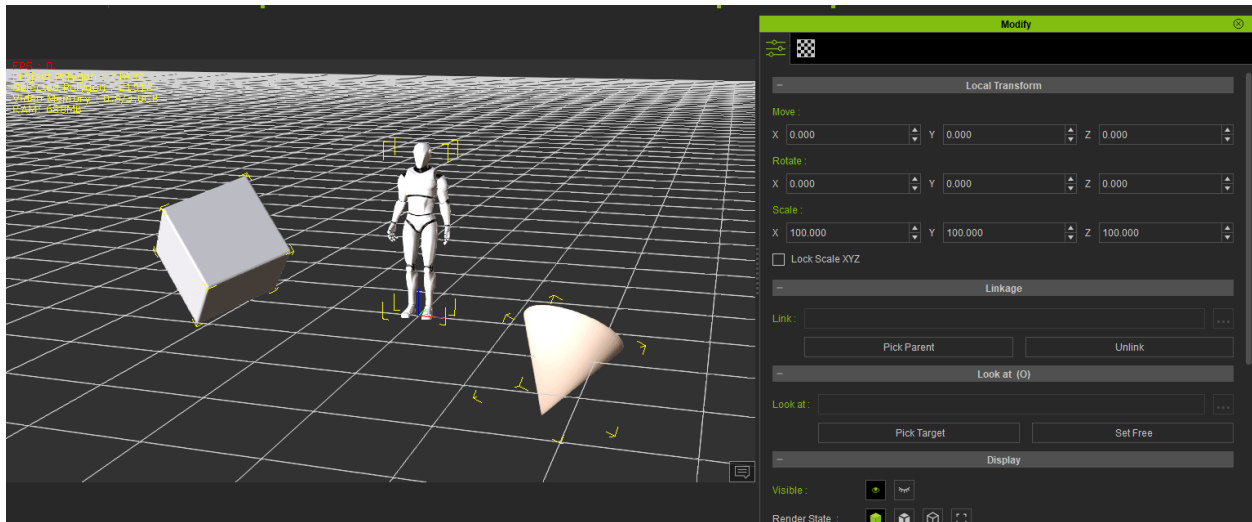 Modify
Local Transform
Move :
X 0.000 Y 0.000 Z 0.000
Rotate :
X 0.000 Y 0.000 Z 0.000
Scale :
X 100.000 Y 100.000 Z 100.000
Lock Scale XYZ
Linkage
Link :
...
Pick Parent Unlink
Look at (O)
Look at :
...
Pick Target Set Free
Display
Visible :
Render State :